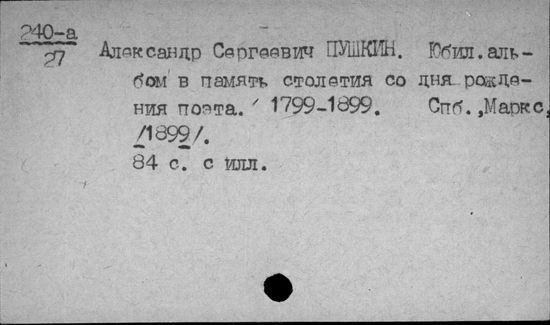 240-а
27
Александр Сергеевич ПУШКИН. Юбил.аль-
бом в память столетия со дня рожде-
ния поэта. 1799-1899. Спб.,Маркс,
/1899/.
84 с. с илл.